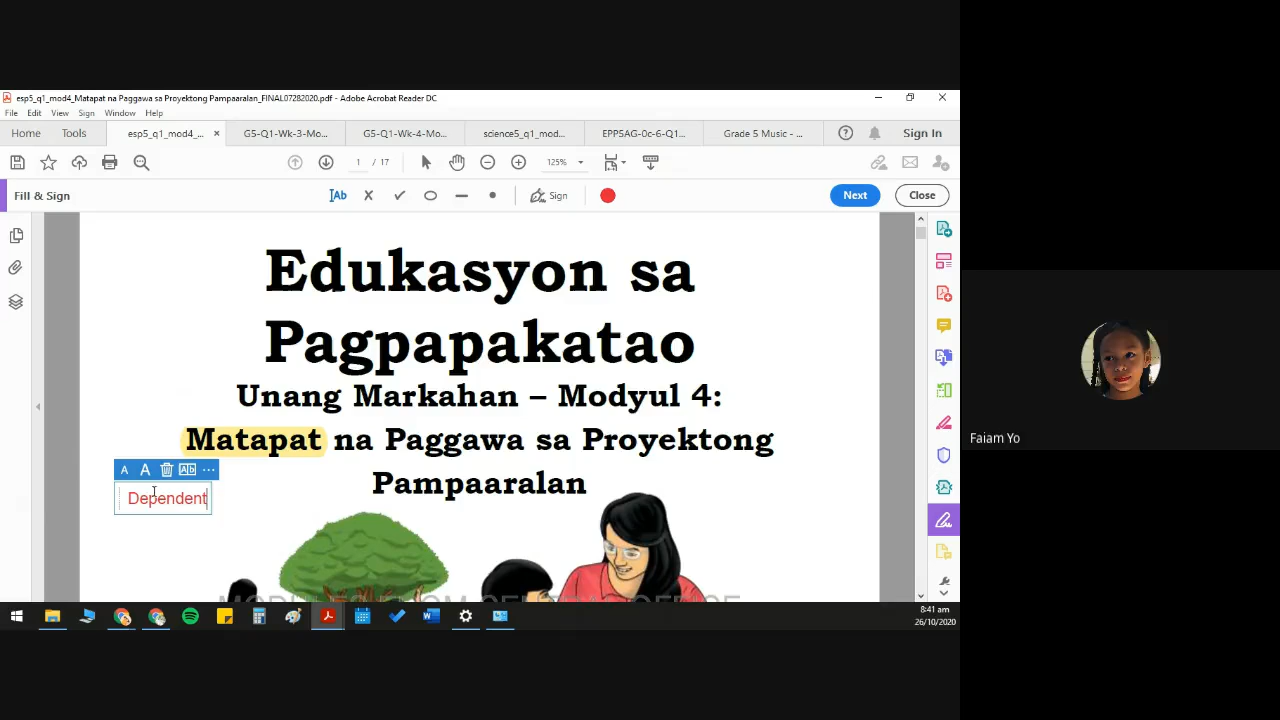 esp5_q1_mod4_Matapat na Paggawa sa Proyektong Pampaaralan_FINAL07282020.pdf - Adobe Acrobat Reader DC
File Edit View Sign Window Help
Home Tools esp5_q1_mod4_... × G5-Q1-Wk-3-Mo... G5-Q1-Wk-4-Mo... science5_q1_mod... EPP5AG-0c-6-Q1... Grade 5 Music - ... Sign In
1 / 17 125%
Fill & Sign Ab Sign Next Close
Edukasyon sa
Pagpapakatao
Unang Markahan – Modyul 4:
Matapat na Paggawa sa Proyektong
Pampaaralan
A A Ab ...
Dependent
Faiam Yo
8:41 am
26/10/2020